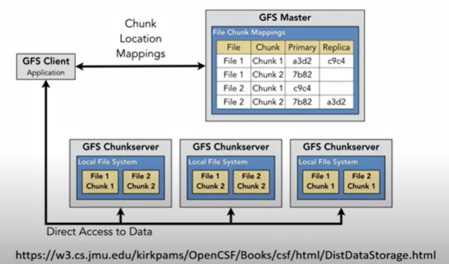 Chunk
Location
Mappings
GFS Client
Application
GFS Master
File Chunk Mappings
File Chunk Primary Replica
File 1 Chunk 1 a3d2 c9c4
File 1 Chunk 2 7b82
File 2 Chunk 1 c9c4
File 2 Chunk 2 7b82 a3d2
GFS Chunkserver GFS Chunkserver GFS Chunkserver
Local File System Local File System Local File System
File 1 File 2 File 1 File 2 File 1 File 2
Chunk 1 Chunk 2 Chunk 2 Chunk 2 Chunk 1 Chunk 1
Direct Access to Data
https://w3.cs.jmu.edu/kirkpams/OpenCSF/Books/csf/html/DistDataStorage.html